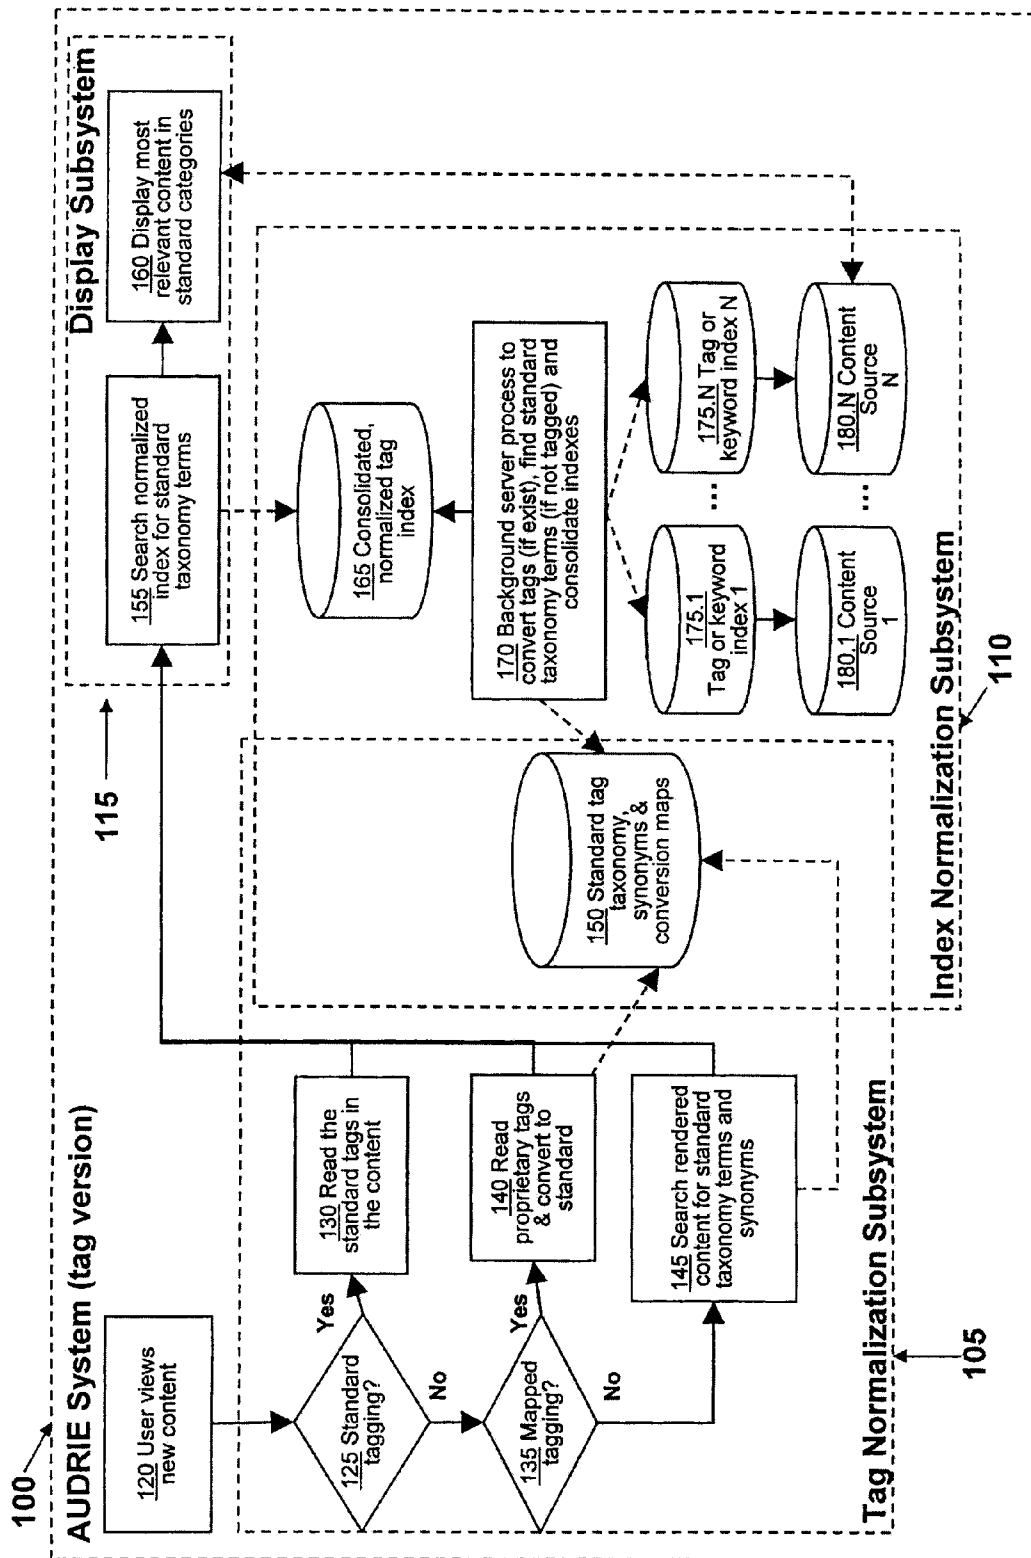 100
AUDRIE System (tag version)
120 User views
new content
125 Standard
tagging?
Yes
No
130 Read the
standard tags in
the content
135 Mapped
tagging?
Yes
No
140 Read
proprietary tags
& convert to
standard
145 Search rendered
content for standard
taxonomy terms and
synonyms
Tag Normalization Subsystem
105
150 Standard tag
taxonomy,
synonyms &
conversion maps
115
Display Subsystem
155 Search normalized
index for standard
taxonomy terms
160 Display most
relevant content in
standard categories
165 Consolidated,
normalized tag
index
170 Background server process to
convert tags (if exist), find standard
taxonomy terms (if not tagged) and
consolidate indexes
175.1
Tag or keyword
index 1
...
175.N Tag or
keyword index N
180.1 Content
Source
1
...
180.N Content
Source
N
Index Normalization Subsystem
110